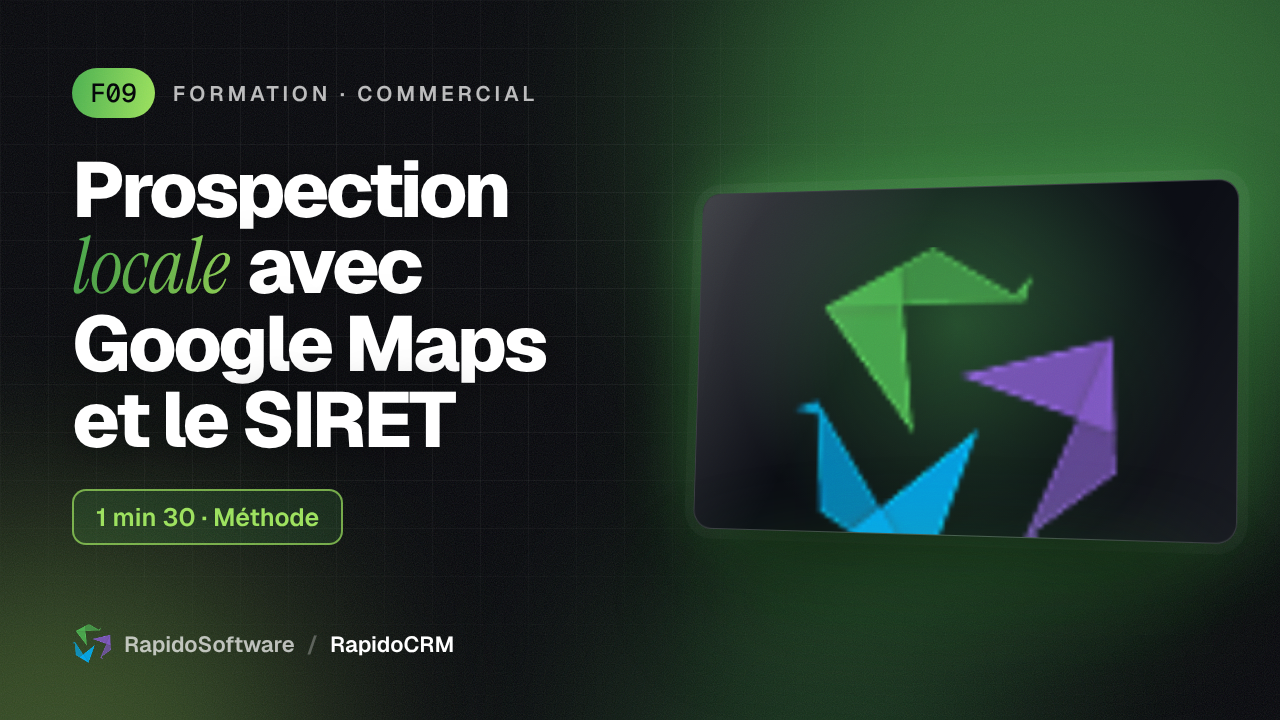 F09 FORMATION · COMMERCIAL
Prospection
locale avec
Google Maps
et le SIRET
1 min 30 · Méthode
RapidoSoftware / RapidoCRM